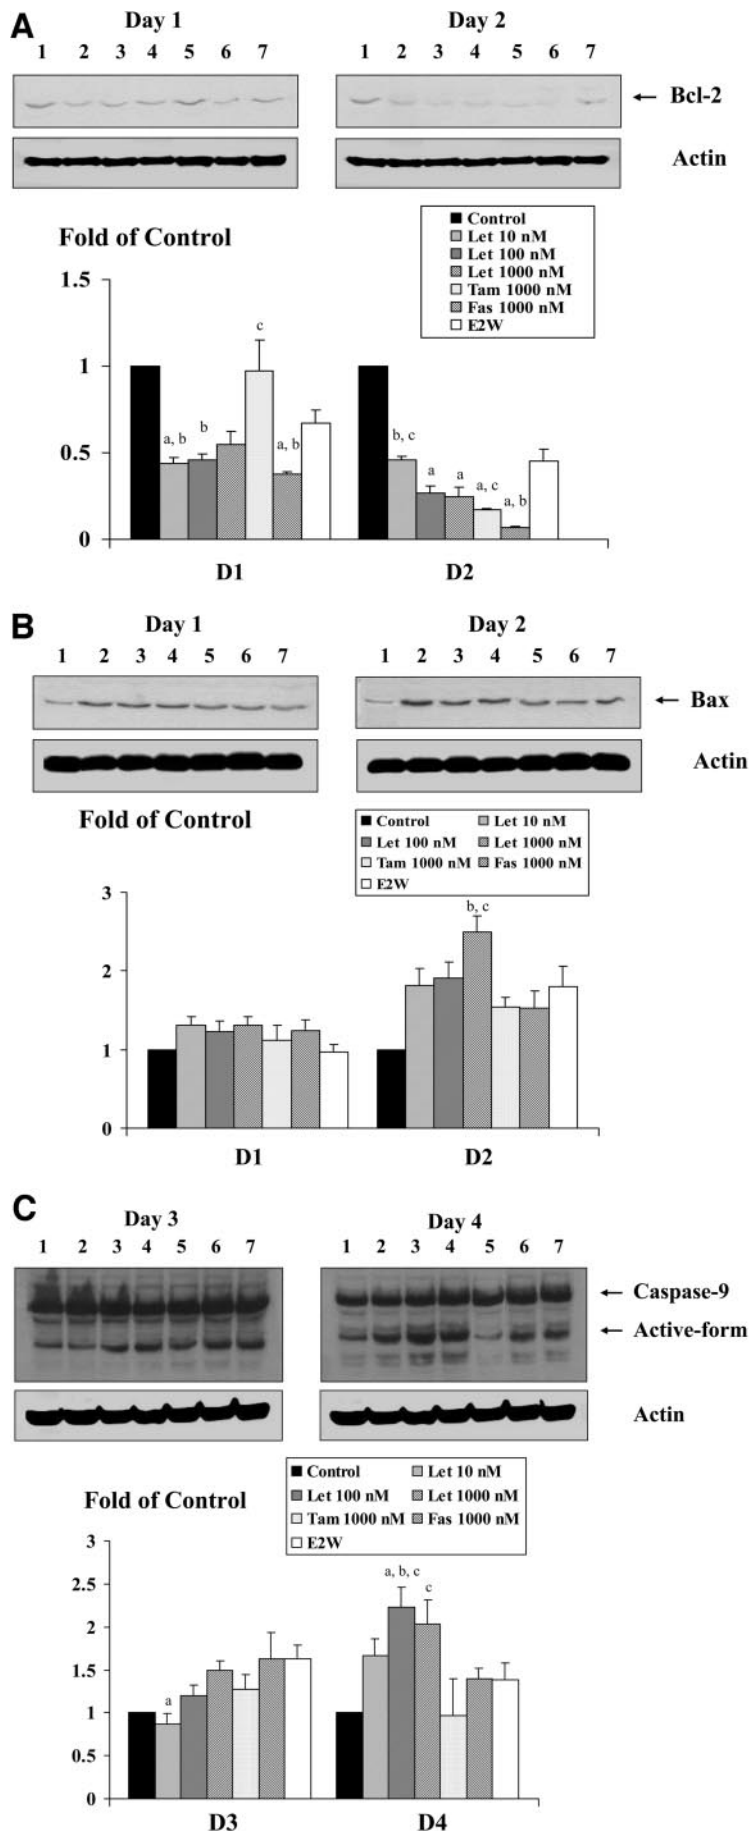 A
Day 1
Day 2
1 2 3 4 5 6 7
1 2 3 4 5 6 7
Bcl-2
Actin
Control
Let 10 nM
Let 100 nM
Let 1000 nM
Tam 1000 nM
Fas 1000 nM
E2W
Fold of Control
1.5
1
0.5
0
a, b
b
c
a, b
b, c
a
a
a, c
a, b
D1
D2
B
Day 1
Day 2
1 2 3 4 5 6 7
1 2 3 4 5 6 7
Bax
Actin
Fold of Control
Control Let 10 nM
Let 100 nM Let 1000 nM
Tam 1000 nM Fas 1000 nM
E2W
3
2
1
0
b, c
D1
D2
C
Day 3
Day 4
1 2 3 4 5 6 7
1 2 3 4 5 6 7
Caspase-9
Active-form
Actin
Control Let 10 nM
Let 100 nM Let 1000 nM
Tam 1000 nM Fas 1000 nM
E2W
Fold of Control
3
2.5
2
1.5
1
0.5
0
a
a, b, c
c
D3
D4